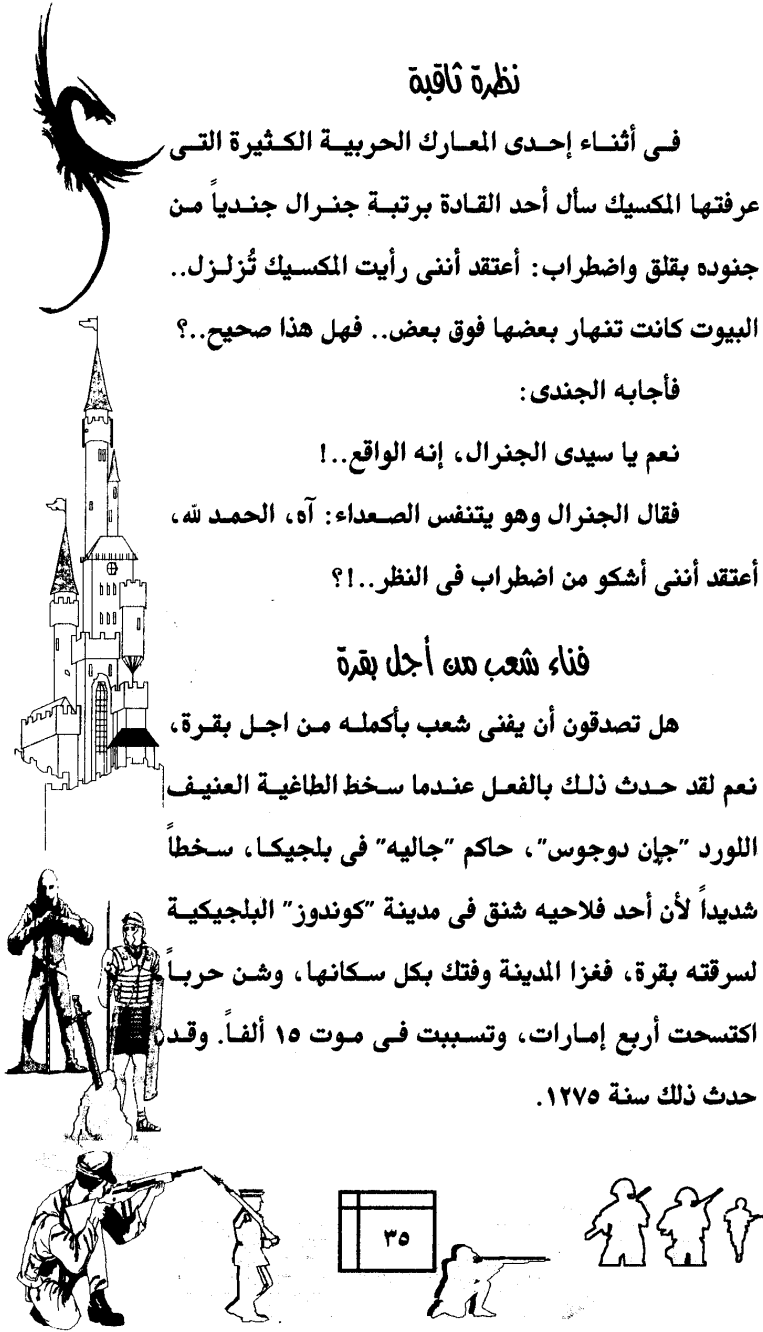 نظرة ثاقبة
فى أثناء إحدى المعارك الحربية الكثيرة التى
عرفتها المكسيك سأل أحد القادة برتبة جنرال جندياً من
جنوده بقلق واضطراب: أعتقد أننى رأيت المكسيك تُزلزل..
البيوت كانت تنهار بعضها فوق بعض.. فهل هذا صحيح..؟
فأجابه الجندى:
نعم يا سيدى الجنرال، إنه الواقع..!
فقال الجنرال وهو يتنفس الصعداء: آه، الحمد لله،
أعتقد أننى أشكو من اضطراب فى النظر..!؟
فناء شعب من أجل بقرة
هل تصدقون أن يفنى شعب بأكمله من اجل بقرة،
نعم لقد حدث ذلك بالفعل عندما سخط الطاغية العنيف
اللورد "جان دوجوس"، حاكم "جاليه" فى بلجيكا، سخطاً
شديداً لأن أحد فلاحيه شنق فى مدينة "كوندوز" البلجيكية
لسرقته بقرة، فغزا المدينة وفتك بكل سكانها، وشن حرباً
اكتسحت أربع إمارات، وتسببت فى موت ١٥ ألفاً. وقد
حدث ذلك سنة ١٢٧٥.
٣٥